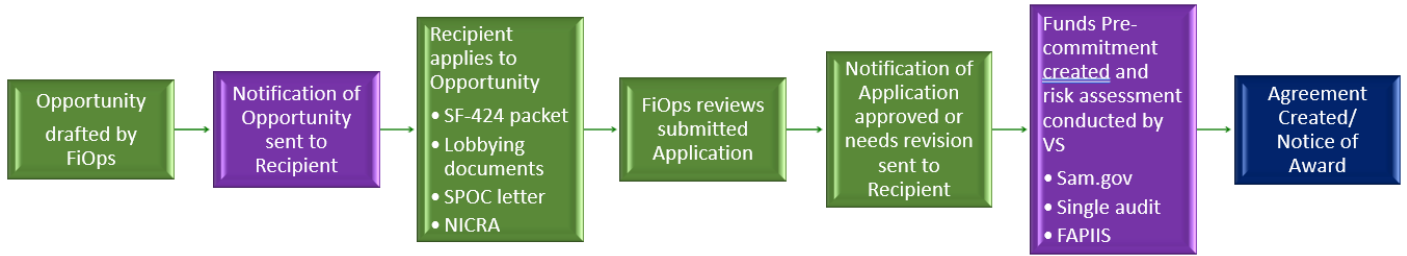 Opportunity
drafted by
FiOps
Notification of
Opportunity
sent to
Recipient
Recipient
applies to
Opportunity
• SF-424 packet
• Lobbying
documents
• SPOC letter
• NICRA
FiOps reviews
submitted
Application
Notification of
Application
approved or
needs revision
sent to
Recipient
Funds Pre-
commitment
created and
risk assessment
conducted by
VS
• Sam.gov
• Single audit
• FAPIIS
Agreement
Created/
Notice of
Award